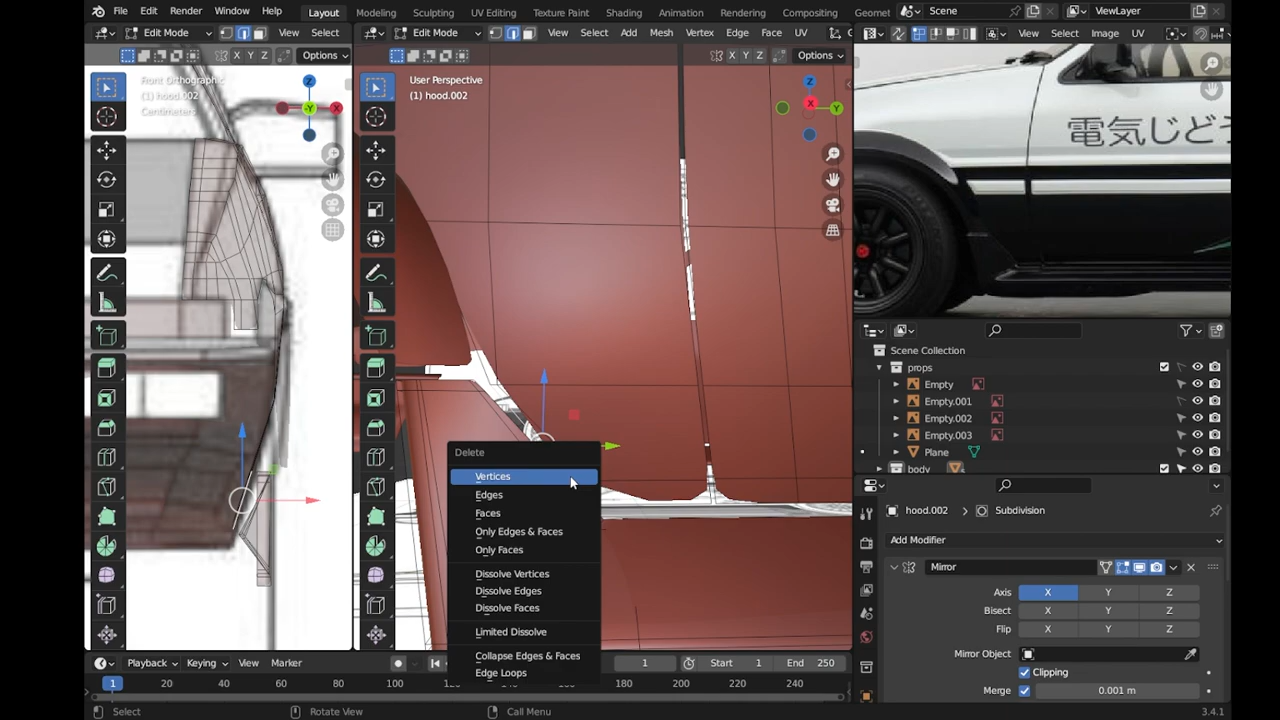 File Edit Render Window Help Layout Modeling Sculpting UV Editing Texture Paint Shading Animation Rendering Compositing Geomet Scene ViewLayer
Edit Mode View Select
X Y Z Options
Front Orthographic
(1) hood.002
Centimeters
Z
-Y X
Edit Mode View Select Add Mesh Vertex Edge Face UV
X Y Z Options
User Perspective
(1) hood.002
Z
X Y
Delete
Vertices
Edges
Faces
Only Edges & Faces
Only Faces
Dissolve Vertices
Dissolve Edges
Dissolve Faces
Limited Dissolve
Collapse Edges & Faces
Edge Loops
View Select Image UV
電気じどう
Scene Collection
props
Empty
Empty.001
Empty.002
Empty.003
Plane
body
hood.002 Subdivision
Add Modifier
Mirror
Axis X Y Z
Bisect X Y Z
Flip X Y Z
Mirror Object
Clipping
Merge 0.001 m
Playback Keying View Marker 1 Start 1 End 250
1 20 40 60 80 100 120 140 160 180 200 220 240
Select Rotate View Call Menu 3.4.1